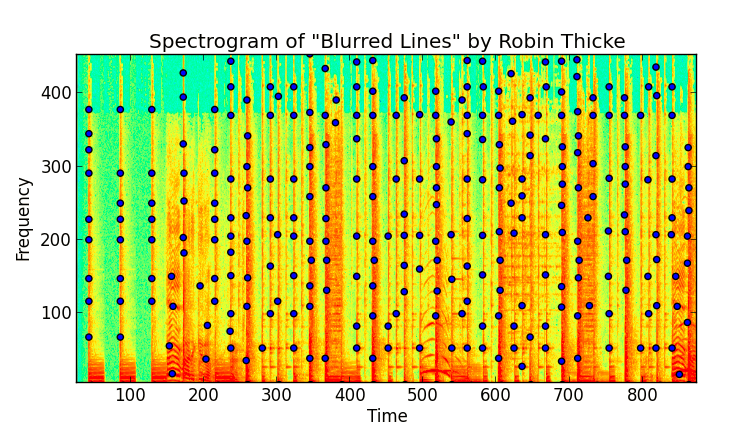 Spectrogram of "Blurred Lines" by Robin Thicke
Frequency
400
300
200
100
100 200 300 400 500 600 700 800
Time